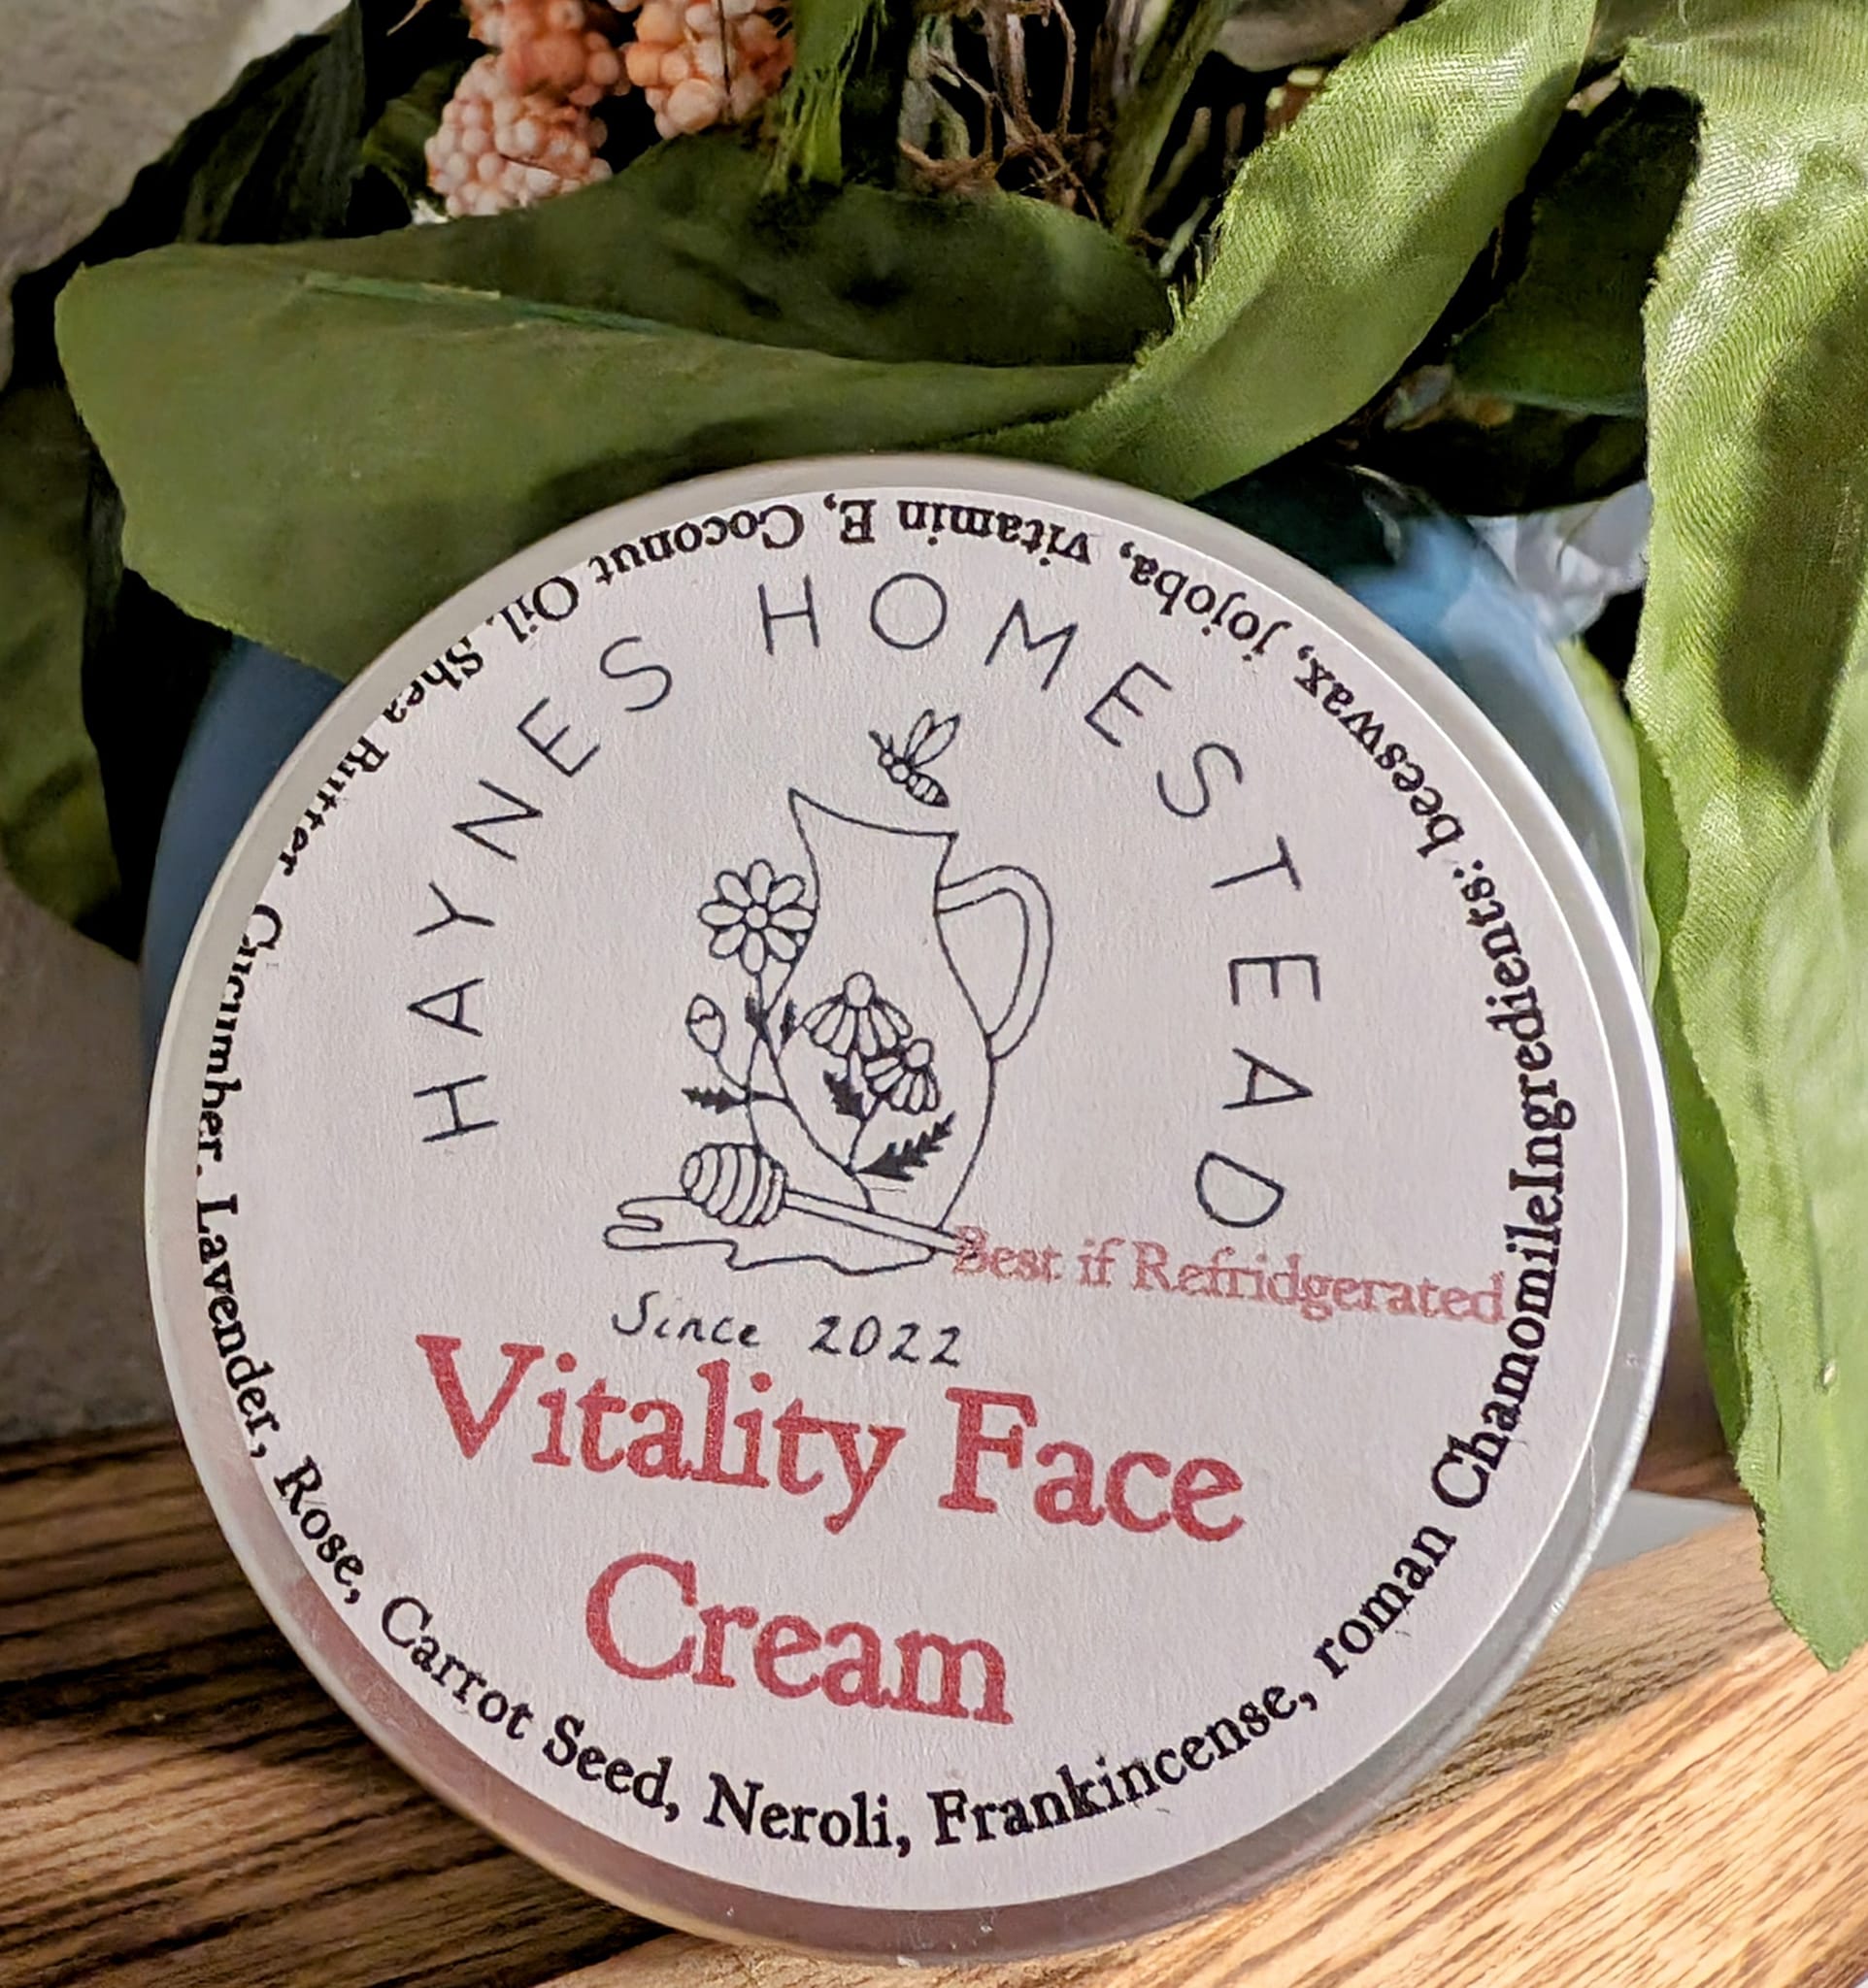 HAYNES HOMESTEAD
Best if Refridgerated
Since 2022
Vitality Face
Cream
Ingredients: beeswax, jojoba, vitamin E, Coconut Oil, Shea Butter Cucumber, Lavender, Rose, Carrot Seed, Neroli, Frankincense, roman Chamomile